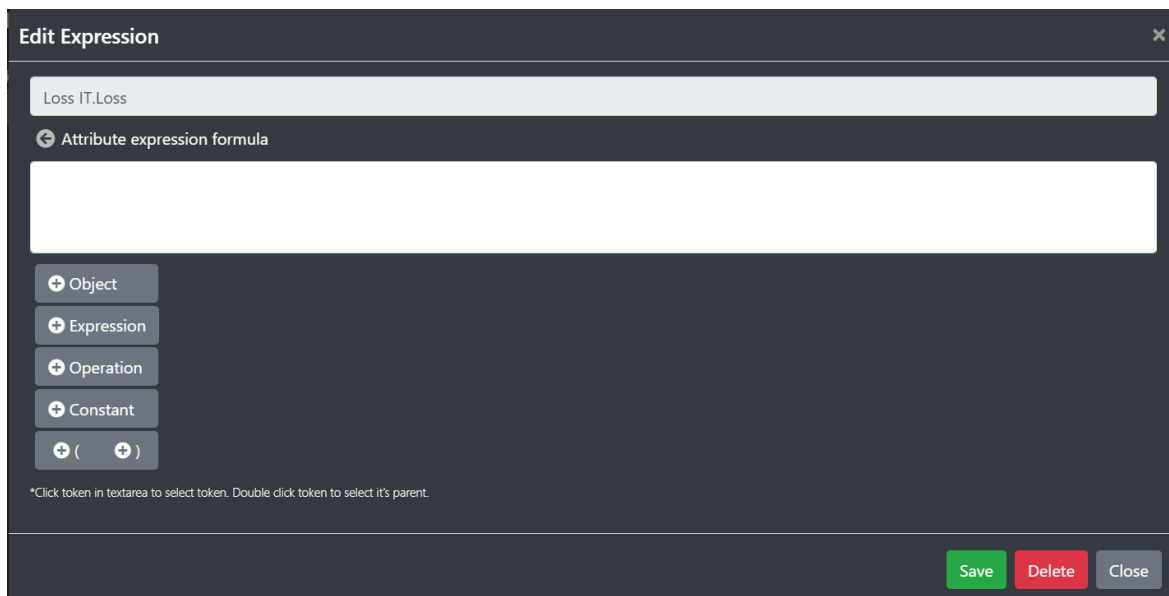 Edit Expression
Loss IT.Loss
Attribute expression formula
Object
Expression
Operation
Constant
( )
*Click token in textarea to select token. Double click token to select it's parent.
Save Delete Close